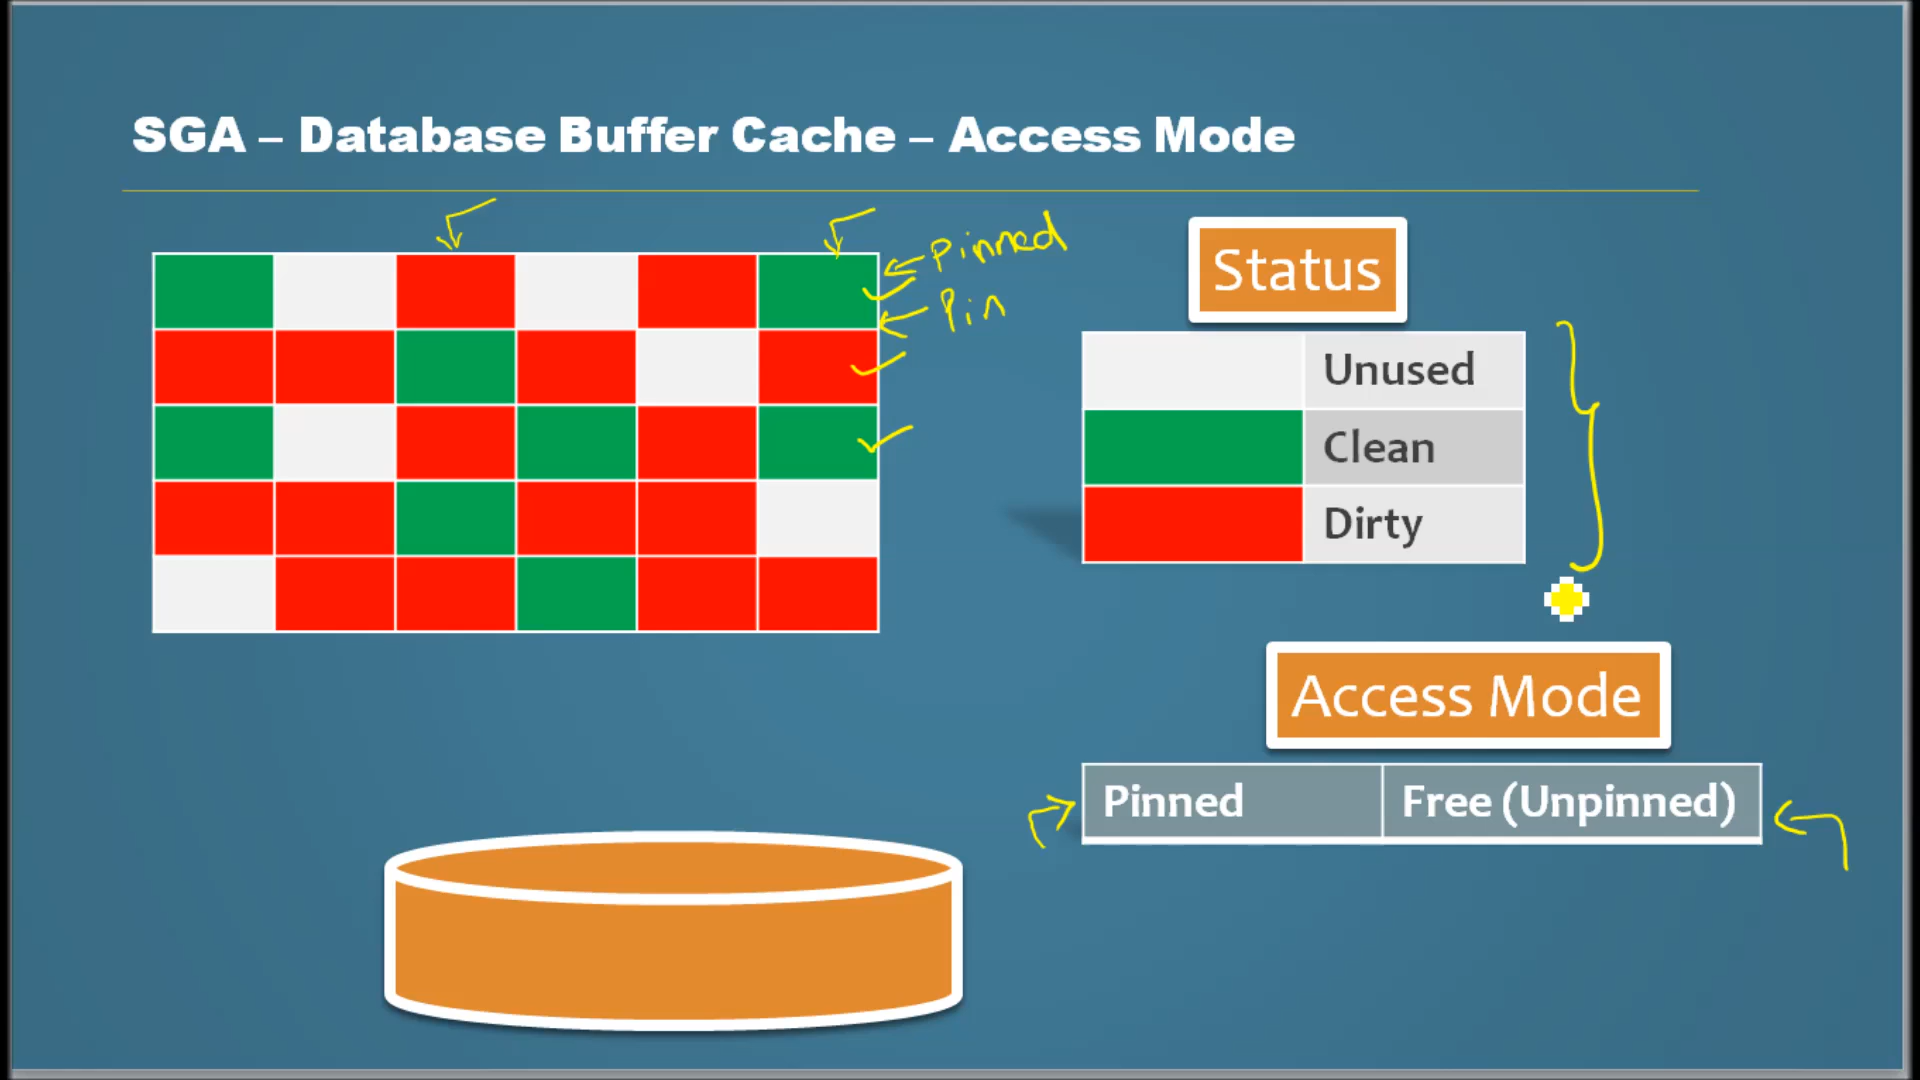 SGA – Database Buffer Cache – Access Mode
Pinned
Pin
Status
Unused
Clean
Dirty
Access Mode
Pinned Free (Unpinned)